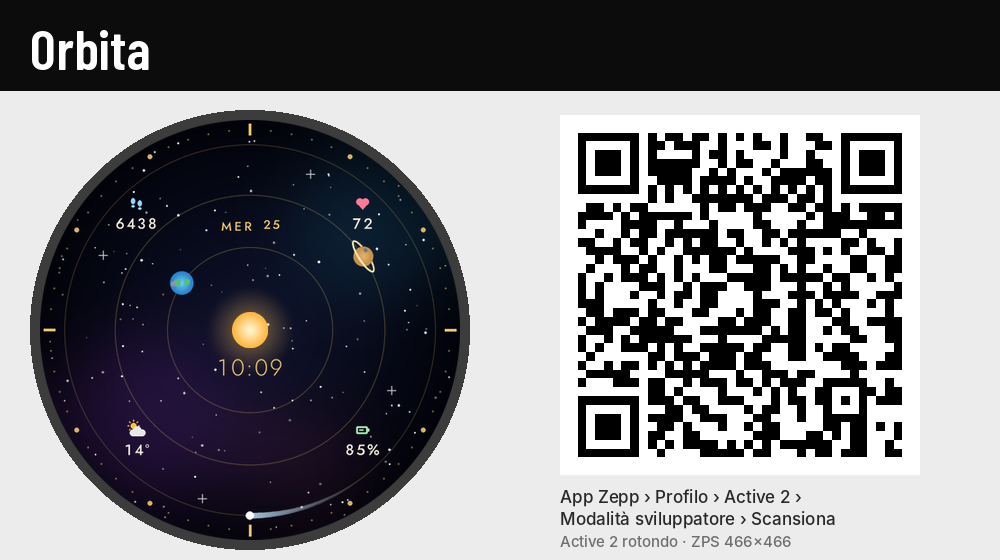 Orbita
6438
72
MER 25
10:09
14°
85%
App Zepp › Profilo › Active 2 ›
Modalità sviluppatore › Scansiona
Active 2 rotondo · ZPS 466×466